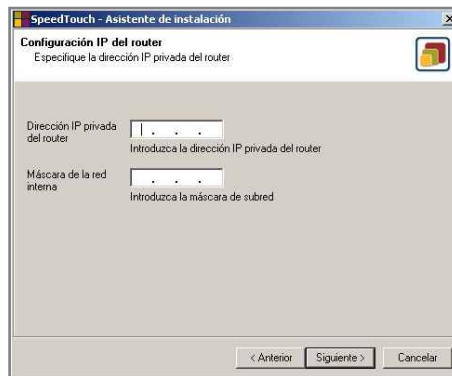 SpeedTouch - Asistente de instalación
Configuración IP del router
Especifique la dirección IP privada del router
Dirección IP privada
del router
Introduzca la dirección IP privada del router
Máscara de la red
interna
Introduzca la máscara de subred
< Anterior Siguiente > Cancelar